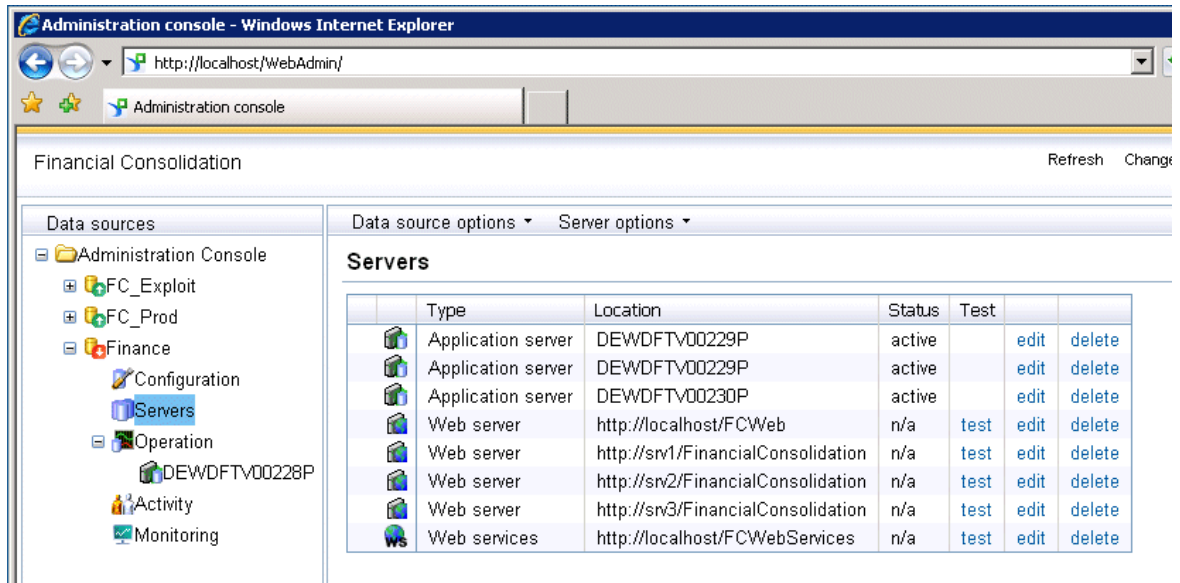 Administration console - Windows Internet Explorer
http://localhost/WebAdmin/
Administration console
Financial Consolidation
Refresh Change
Data sources
Data source options Server options
Administration Console
FC_Exploit
FC_Prod
Finance
Configuration
Servers
Operation
DEWDFTV00228P
Activity
Monitoring
Servers
Type Location Status Test
Application server DEWDFTV00229P active edit delete
Application server DEWDFTV00229P active edit delete
Application server DEWDFTV00230P active edit delete
Web server http://localhost/FCWeb n/a test edit delete
Web server http://srv1/FinancialConsolidation n/a test edit delete
Web server http://srv2/FinancialConsolidation n/a test edit delete
Web server http://srv3/FinancialConsolidation n/a test edit delete
WS Web services http://localhost/FCWebServices n/a test edit delete